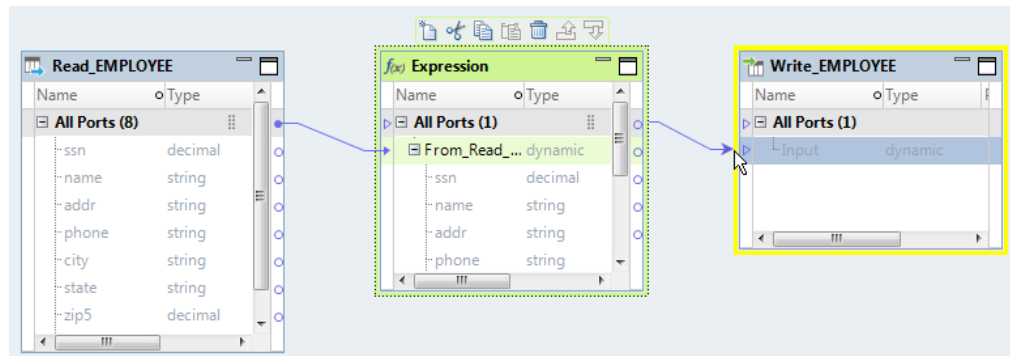 Read_EMPLOYEE
Name Type
All Ports (8)
ssn decimal
name string
addr string
phone string
city string
state string
zip5 decimal
f(x) Expression
Name Type
All Ports (1)
From_Read_... dynamic
ssn decimal
name string
addr string
phone string
Write_EMPLOYEE
Name Type
All Ports (1)
Input dynamic